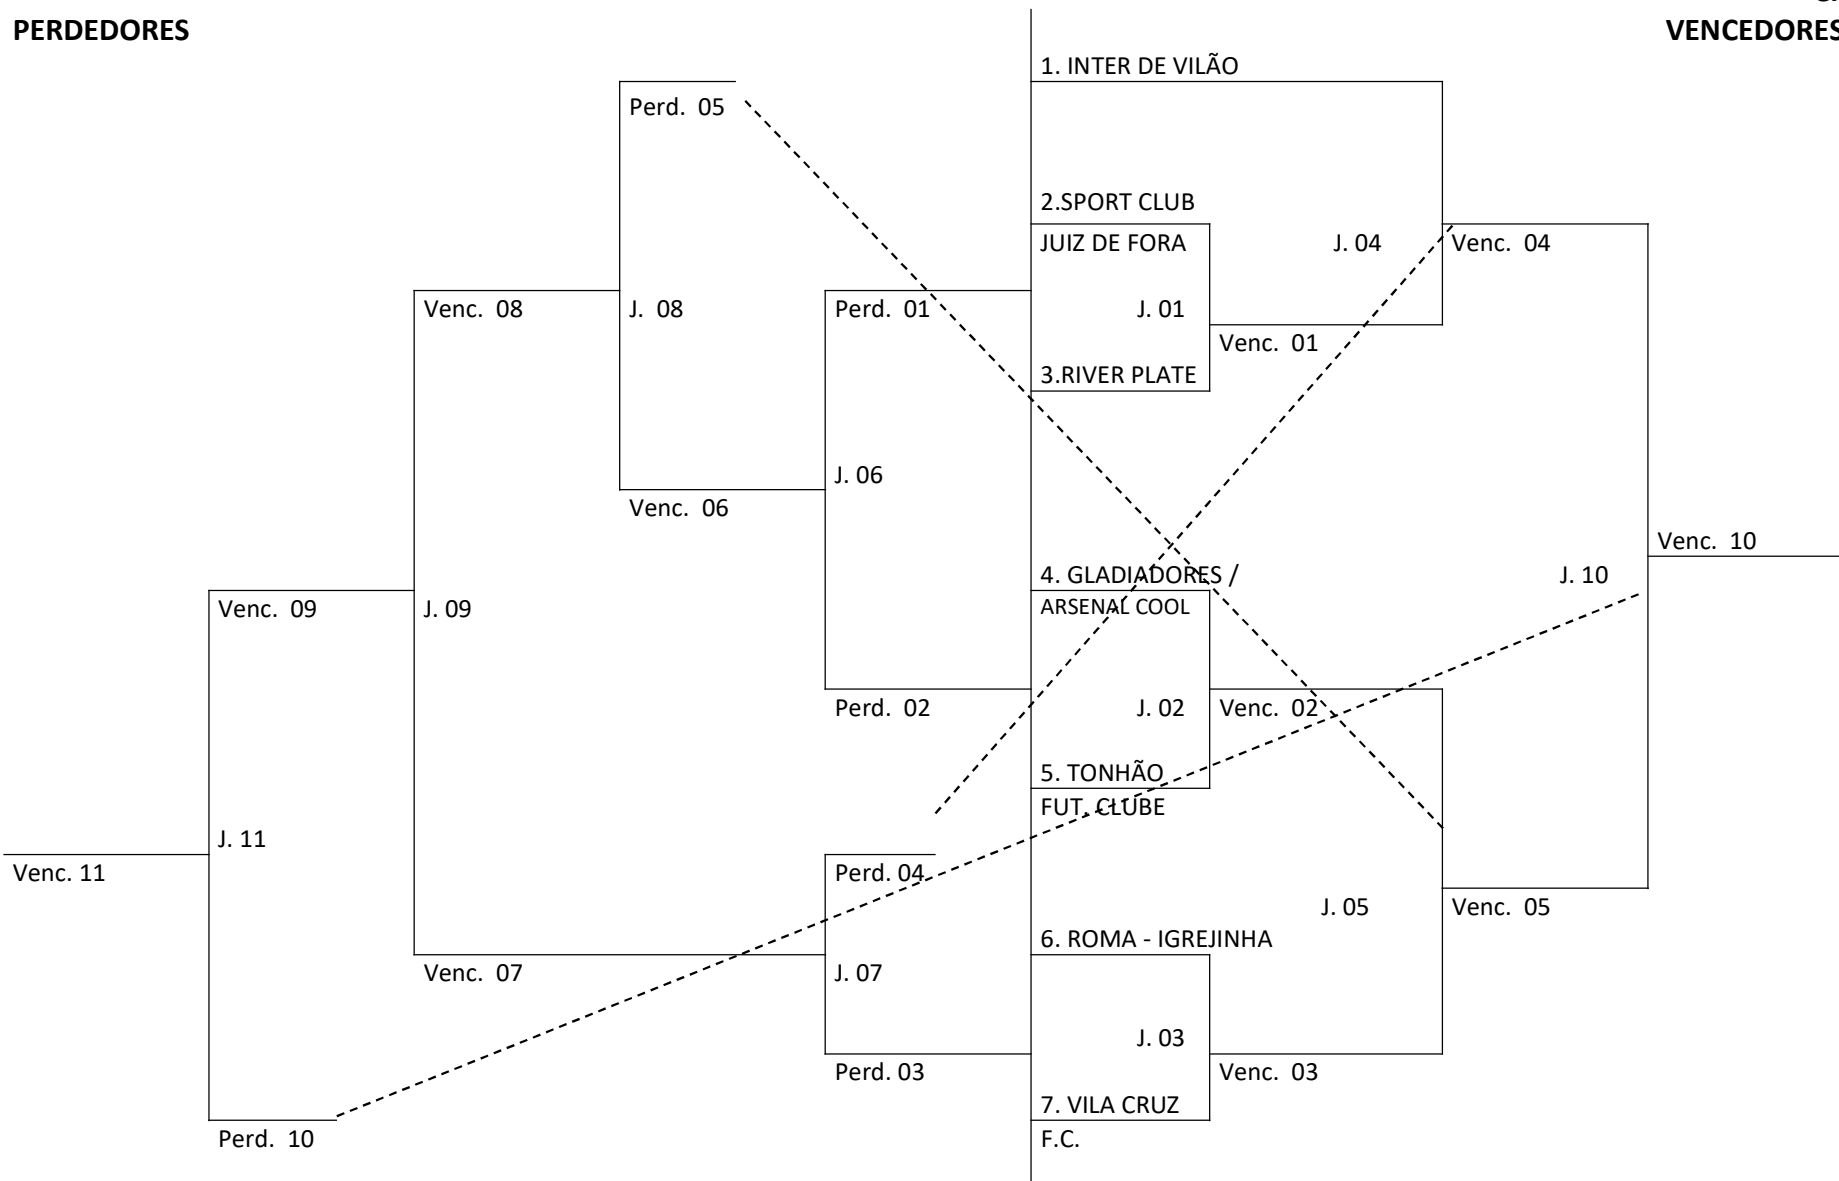 PERDEDORES
VENCEDORES
1. INTER DE VILÃO
Perd. 05
2.SPORT CLUB
JUIZ DE FORA
J. 04
Venc. 04
Venc. 08
J. 08
Perd. 01
J. 01
Venc. 01
3.RIVER PLATE
J. 06
Venc. 06
Venc. 10
4. GLADIADORES /
J. 10
Venc. 09
J. 09
ARSENAL COOL
Perd. 02
J. 02
Venc. 02
5. TONHÃO
FUT. CLUBE
J. 11
Venc. 11
Perd. 04
J. 05
Venc. 05
6. ROMA - IGREJINHA
Venc. 07
J. 07
J. 03
Perd. 03
Venc. 03
7. VILA CRUZ
Perd. 10
F.C.